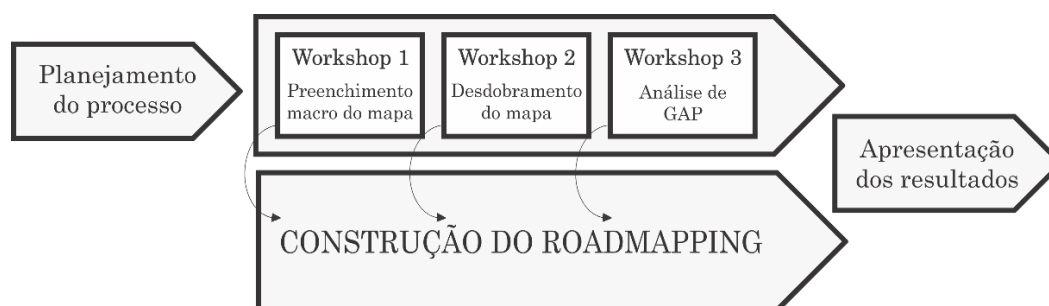 Planejamento
do processo
Workshop 1
Preenchimento
macro do mapa
Workshop 2
Desdobramento
do mapa
Workshop 3
Análise de
GAP
CONSTRUÇÃO DO ROADMAPPING
Apresentação
dos resultados